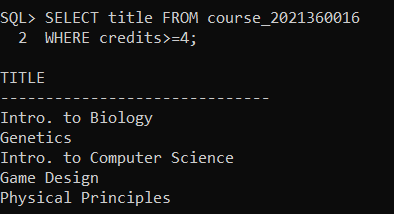 SQL> SELECT title FROM course_2021360016
2 WHERE credits>=4;
TITLE
------------------------------
Intro. to Biology
Genetics
Intro. to Computer Science
Game Design
Physical Principles